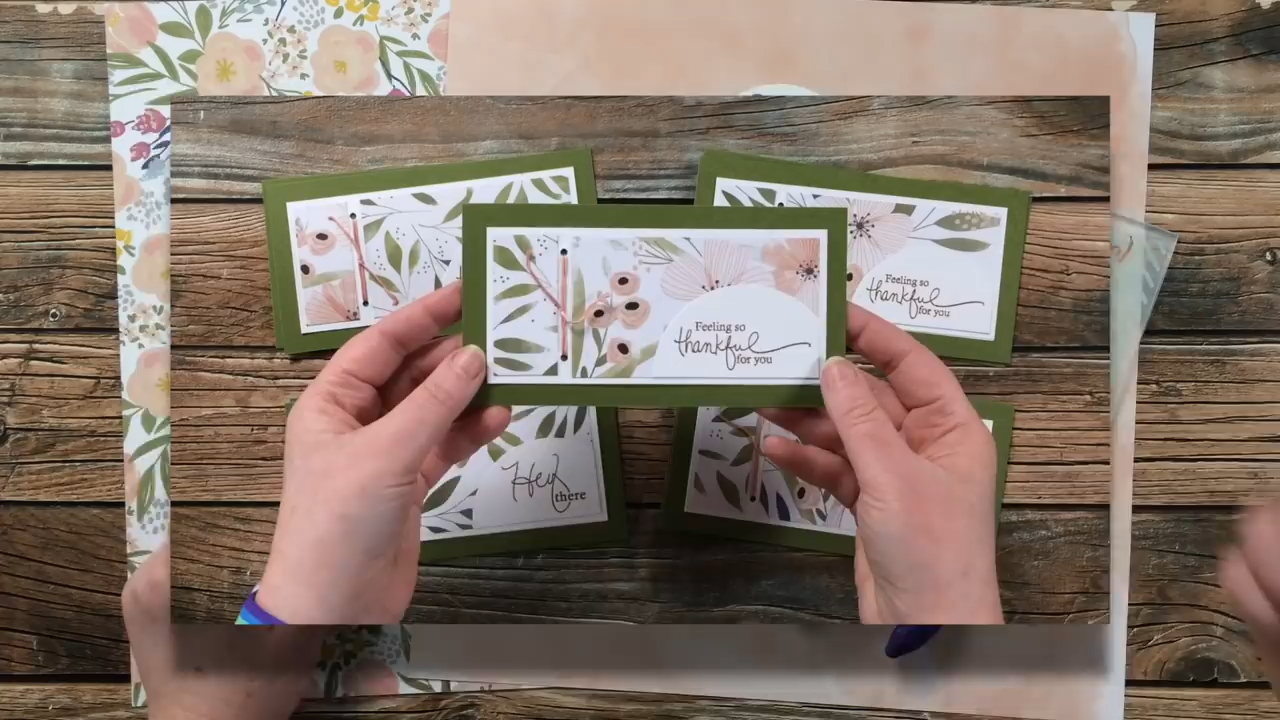 Feeling so
thankful
for you
Feeling so
thankful
for you
Hey
there